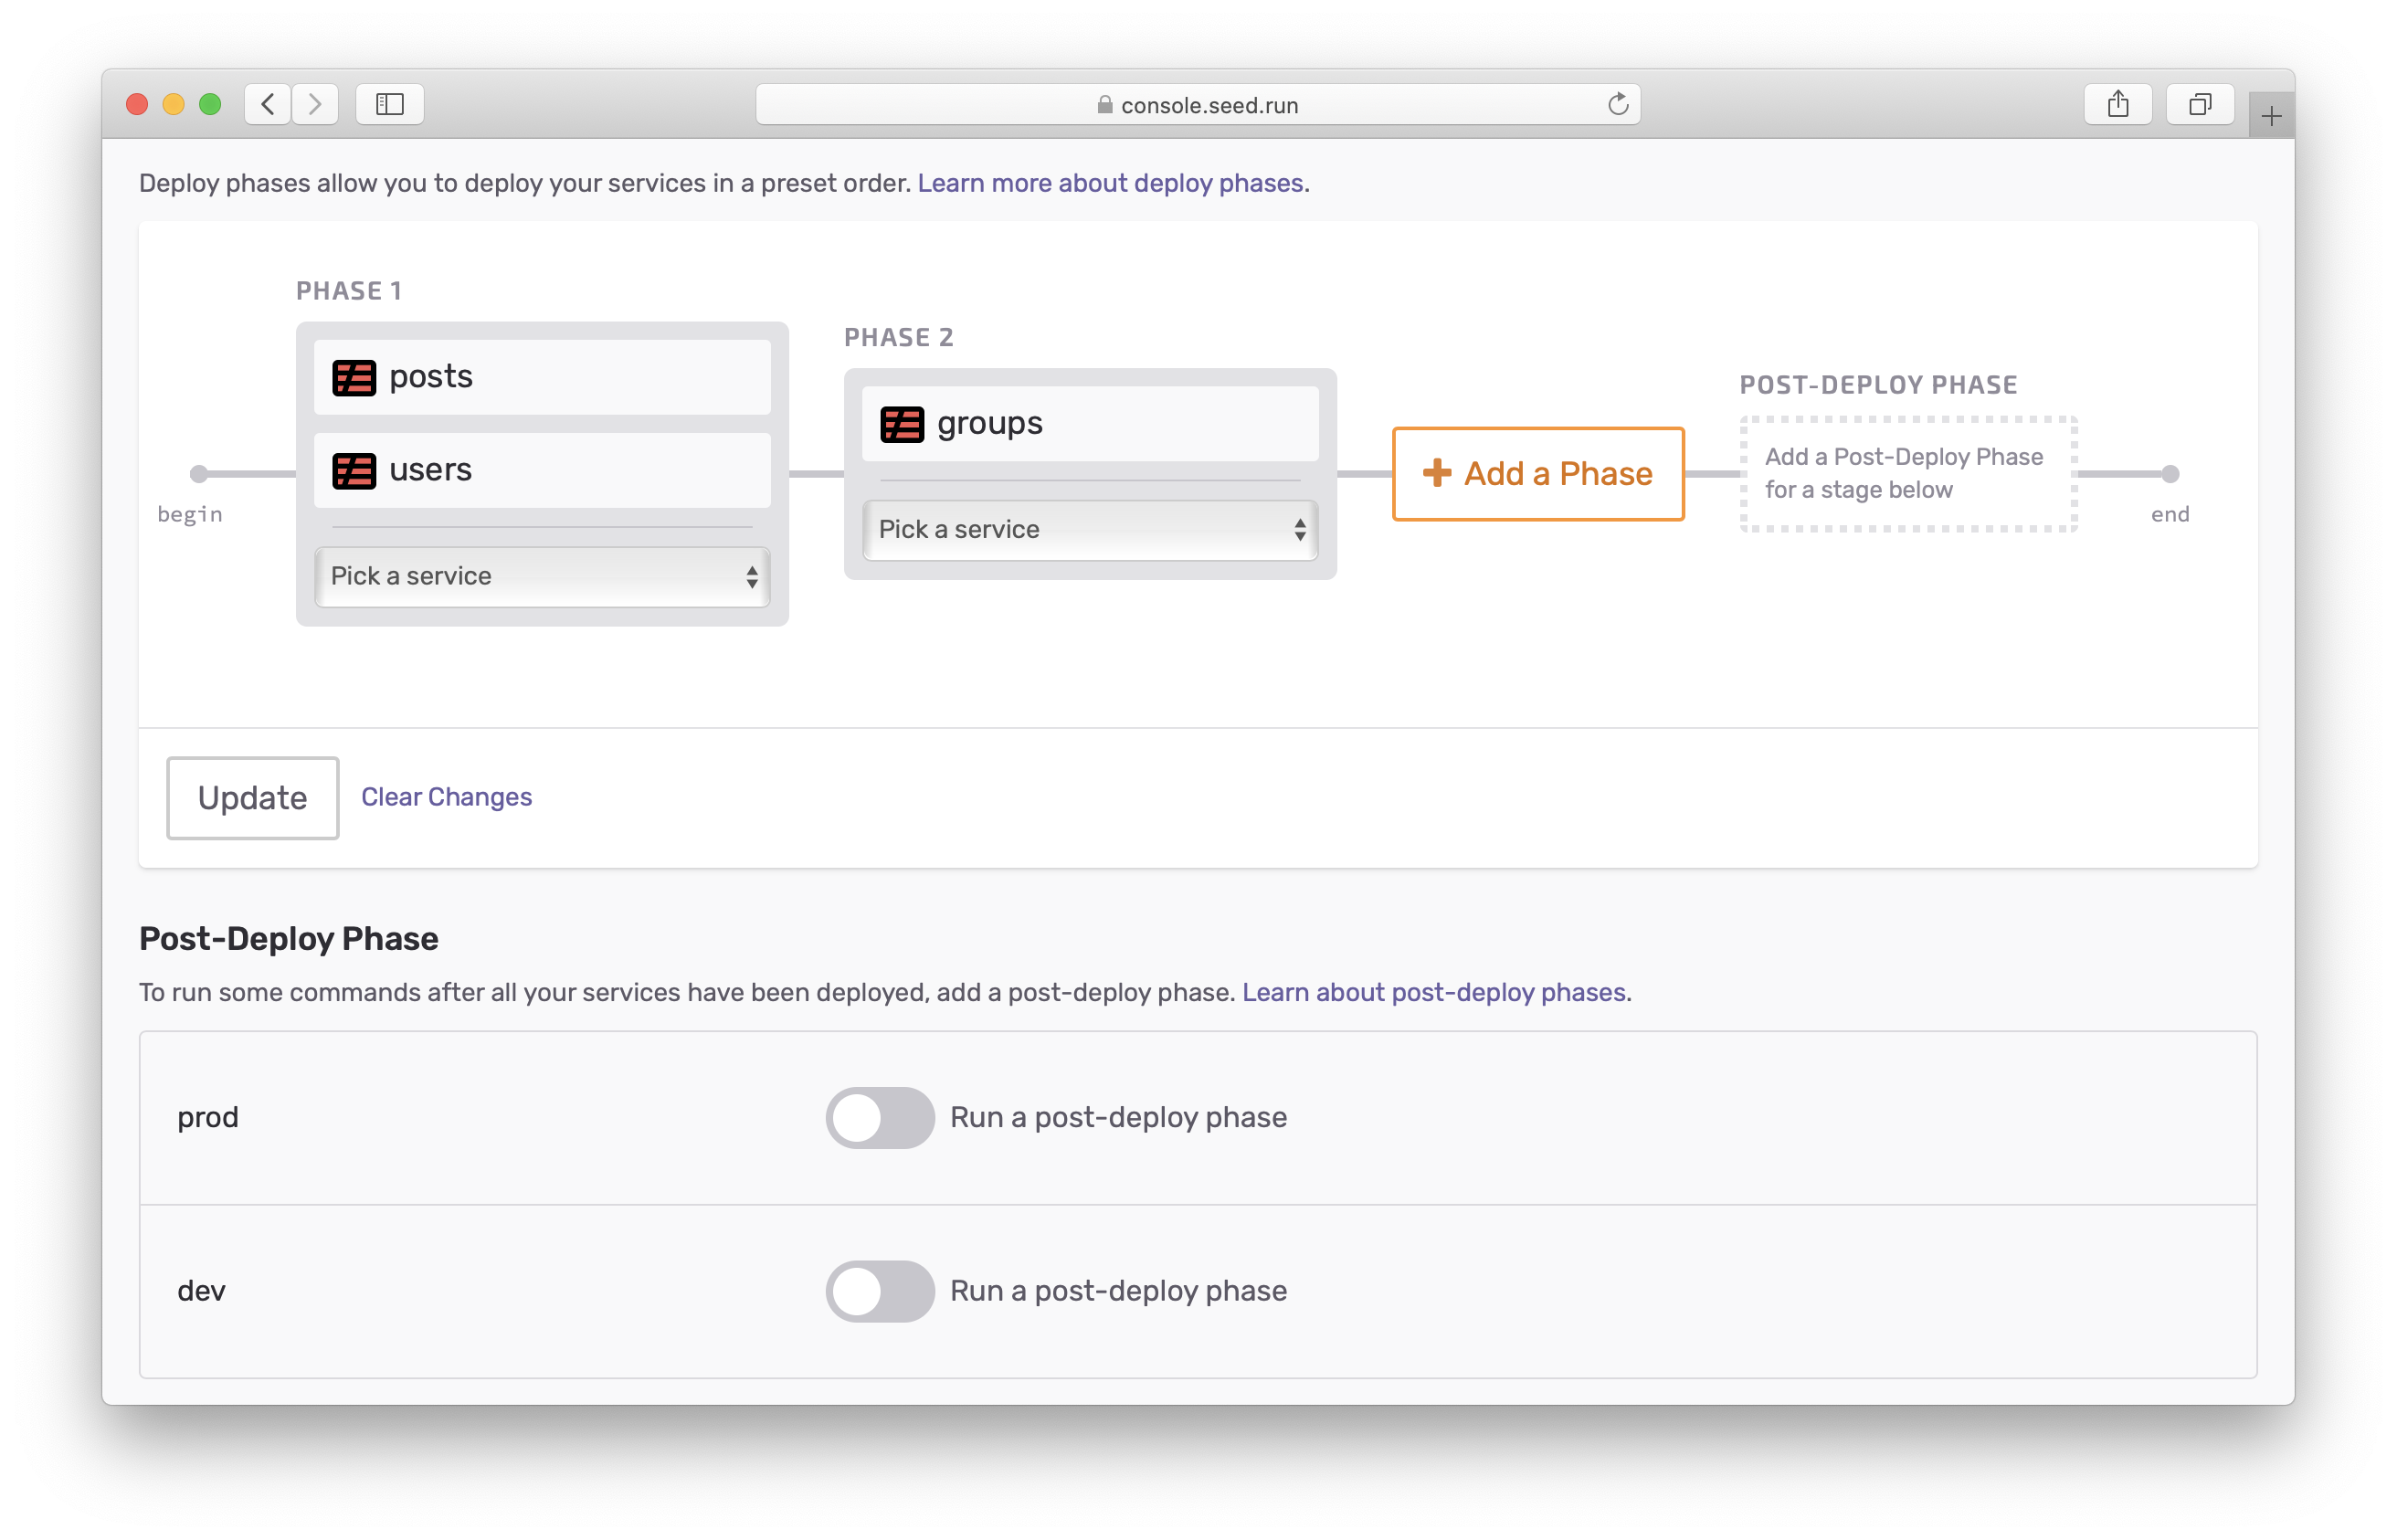 console.seed.run
Deploy phases allow you to deploy your services in a preset order. Learn more about deploy phases.
PHASE 1
posts
users
Pick a service
PHASE 2
groups
Pick a service
Add a Phase
POST-DEPLOY PHASE
Add a Post-Deploy Phase
for a stage below
begin
end
Update
Clear Changes
Post-Deploy Phase
To run some commands after all your services have been deployed, add a post-deploy phase. Learn about post-deploy phases.
prod
Run a post-deploy phase
dev
Run a post-deploy phase